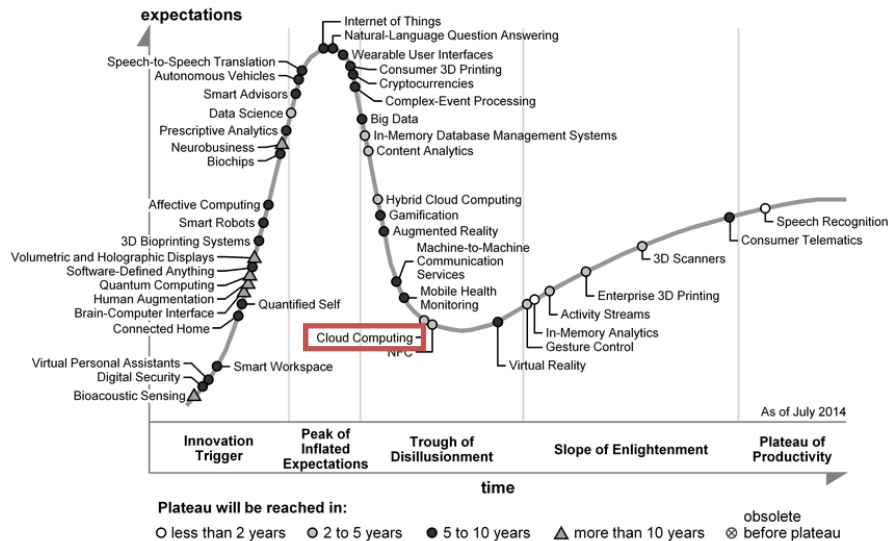 expectations
Internet of Things
Natural-Language Question Answering
Wearable User Interfaces
Speech-to-Speech Translation
Consumer 3D Printing
Autonomous Vehicles
Cryptocurrencies
Smart Advisors
Complex-Event Processing
Data Science
Big Data
Prescriptive Analytics
In-Memory Database Management Systems
Neurobusiness
Content Analytics
Biochips
Hybrid Cloud Computing
Affective Computing
Gamification
Smart Robots
Augmented Reality
Speech Recognition
3D Bioprinting Systems
Consumer Telematics
Machine-to-Machine
Communication
Services
Volumetric and Holographic Displays
3D Scanners
Software-Defined Anything
Quantum Computing
Mobile Health
Monitoring
Enterprise 3D Printing
Human Augmentation
Quantified Self
Brain-Computer Interface
Activity Streams
Connected Home
Cloud Computing
In-Memory Analytics
NFC
Gesture Control
Virtual Personal Assistants
Smart Workspace
Virtual Reality
Digital Security
Bioacoustic Sensing
As of July 2014
Innovation
Trigger
Peak of
Inflated
Expectations
Trough of
Disillusionment
Slope of Enlightenment
Plateau of
Productivity
time
Plateau will be reached in:
less than 2 years
2 to 5 years
5 to 10 years
more than 10 years
obsolete
before plateau